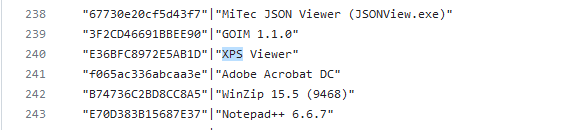 238 "67730e20cf5d43f7"|"MiTec JSON Viewer (JSONView.exe)"
239 "3F2CD46691BBEE90"|"GOIM 1.1.0"
240 "E36BFC8972E5AB1D"|"XPS Viewer"
241 "f065ac336abcaa3e"|"Adobe Acrobat DC"
242 "B74736C2BD8CC8A5"|"WinZip 15.5 (9468)"
243 "E70D383B15687E37"|"Notepad++ 6.6.7"